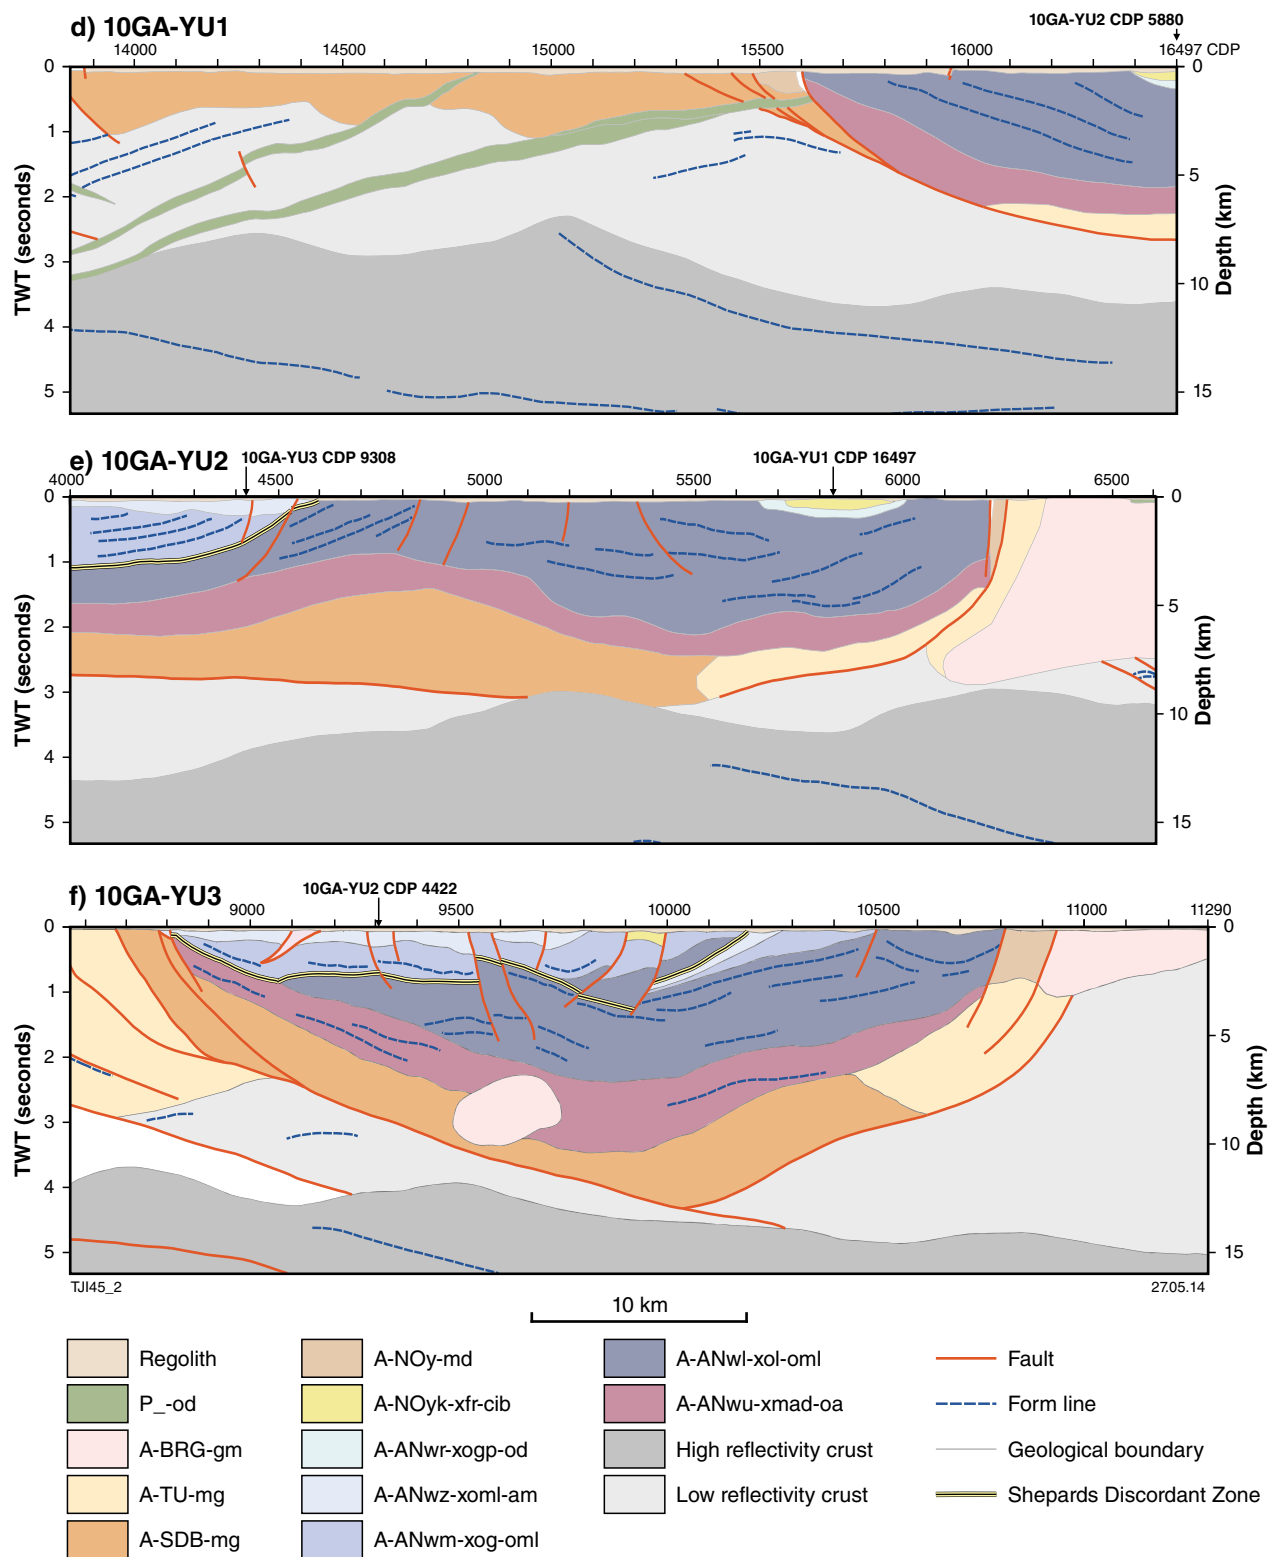 d) 10GA-YU1
10GA-YU2 CDP 5880
14000 14500 15000 15500 16000 16497 CDP
0
1
2
3
4
5
TWT (seconds)
0
5
10
15
Depth (km)
e) 10GA-YU2
10GA-YU3 CDP 9308
10GA-YU1 CDP 16497
4000 4500 5000 5500 6000 6500
0
1
2
3
4
5
TWT (seconds)
0
5
10
15
Depth (km)
f) 10GA-YU3
10GA-YU2 CDP 4422
9000 9500 10000 10500 11000 11290
0
1
2
3
4
5
TWT (seconds)
0
5
10
15
Depth (km)
TJI45_2
27.05.14
10 km
Regolith
P_-od
A-BRG-gm
A-TU-mg
A-SDB-mg
A-NOy-md
A-NOyk-xfr-cib
A-ANwr-xogp-od
A-ANwz-xoml-am
A-ANwm-xog-oml
A-ANwl-xol-oml
A-ANwu-xmad-oa
High reflectivity crust
Low reflectivity crust
Fault
Form line
Geological boundary
Shepards Discordant Zone